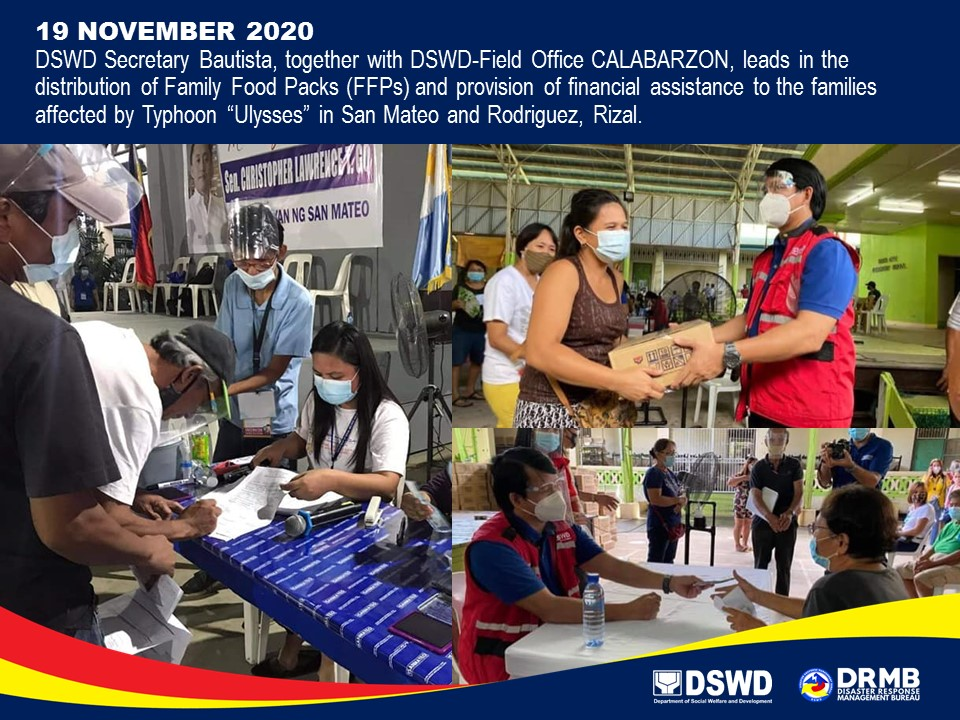 19 NOVEMBER 2020
DSWD Secretary Bautista, together with DSWD-Field Office CALABARZON, leads in the
distribution of Family Food Packs (FFPs) and provision of financial assistance to the families
affected by Typhoon “Ulysses” in San Mateo and Rodriguez, Rizal.
Sen. CHRISTOPHER LAWRENCE T. GO
YAN NG SAN MATEO
DSWD
DSWD
Department of Social Welfare and Development
DRMB
DISASTER RESPONSE
MANAGEMENT BUREAU